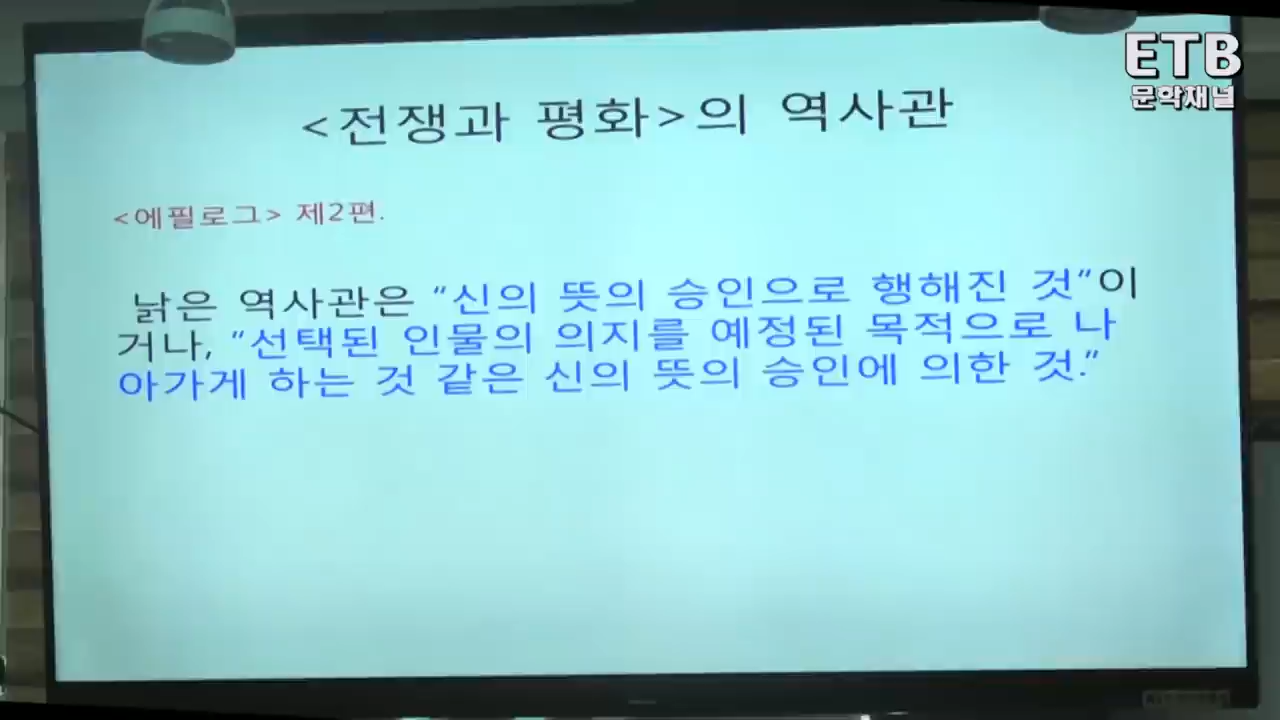 ETB
문학채널
<전쟁과 평화>의 역사관
<에필로그> 제2편.
낡은 역사관은 “신의 뜻의 승인으로 행해진 것“이
거나, “선택된 인물의 의지를 예정된 목적으로 나
아가게 하는 것 같은 신의 뜻의 승인에 의한 것.”